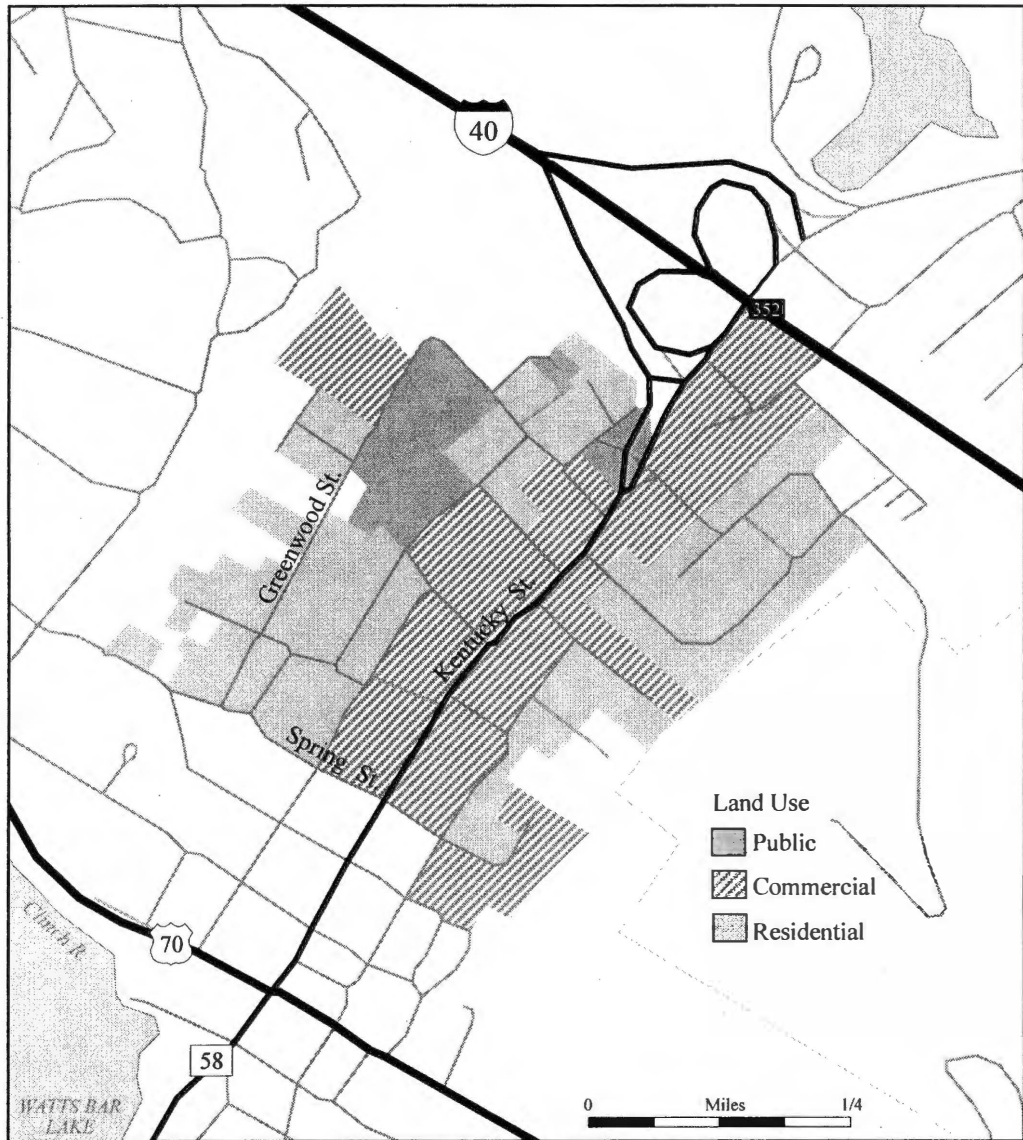 40
352
Greenwood St.
Kentucky St.
Spring St.
Land Use
Public
Commercial
Residential
Clinch R.
70
58
WATTS BAR
LAKE
0 Miles 1/4